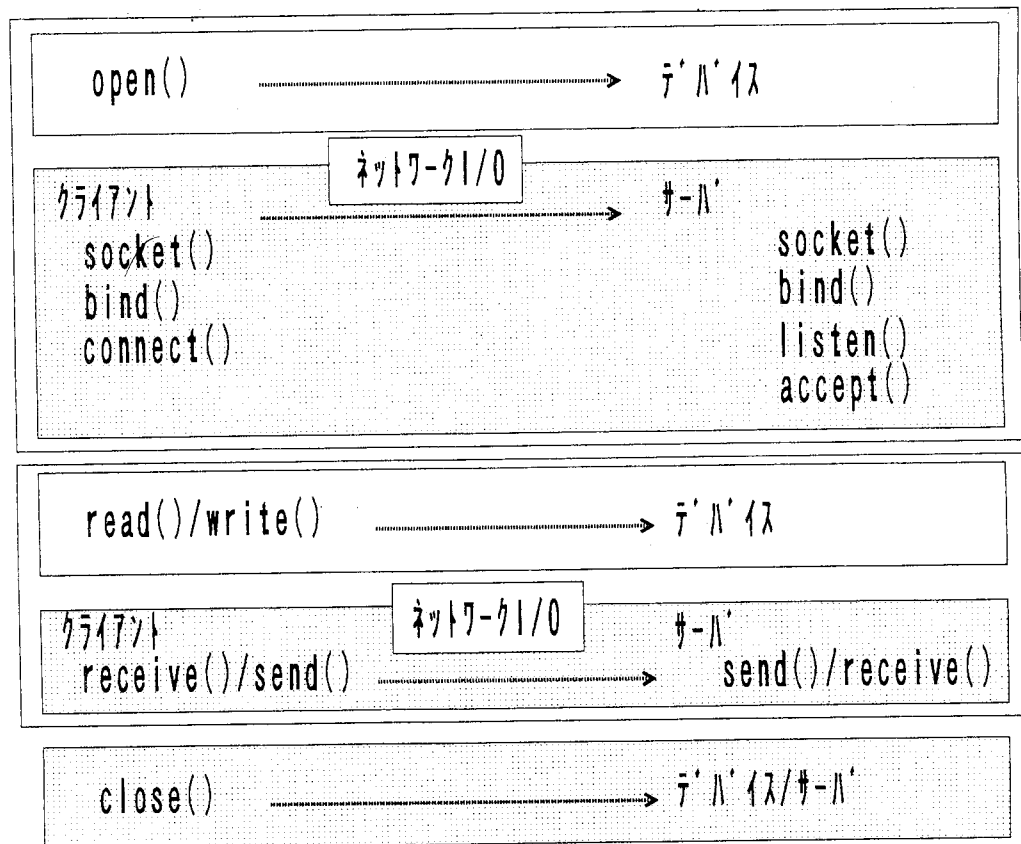 open() ﾃﾞﾊﾞｲｽ
ﾈｯﾄﾜｰｸI/O
ｸﾗｲｱﾝﾄ ｻｰﾊﾞ
socket() socket()
bind() bind()
connect() listen()
accept()
read()/write() ﾃﾞﾊﾞｲｽ
ﾈｯﾄﾜｰｸI/O
ｸﾗｲｱﾝﾄ ｻｰﾊﾞ
receive()/send() send()/receive()
close() ﾃﾞﾊﾞｲｽ/ｻｰﾊﾞ